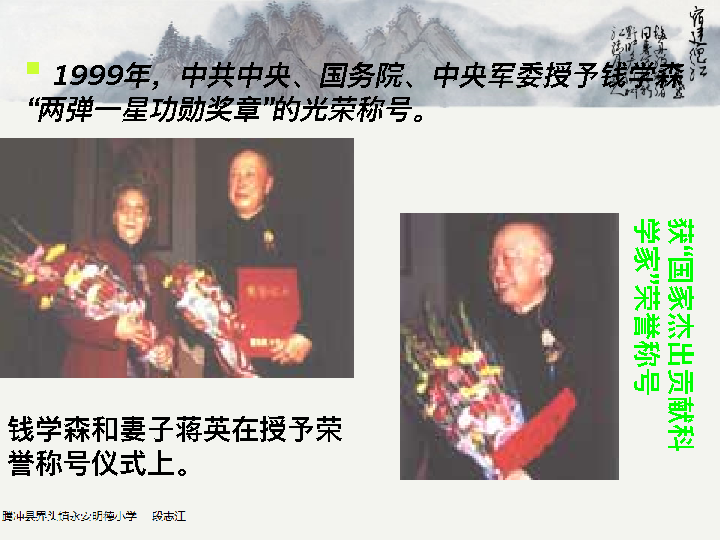 1999年，中共中央、国务院、中央军委授予钱学森
“两弹一星功勋奖章”的光荣称号。
获“国家杰出贡献科
学家”荣誉称号
钱学森和妻子蒋英在授予荣
誉称号仪式上。
腾冲县界头镇永安明德小学 段志江